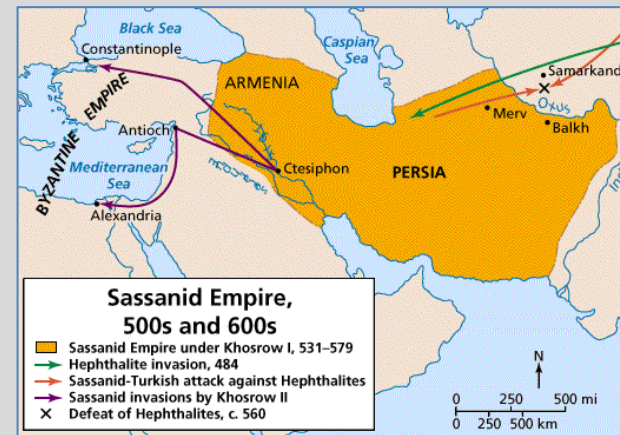 Black Sea
Constantinople
Caspian
Sea
Samarkand
ARMENIA
BYZANTINE EMPIRE
Oxus
Merv
Balkh
Antioch
Tigris
Ctesiphon
PERSIA
Mediterranean
Sea
Euphrates
Alexandria
Sassanid Empire,
500s and 600s
Sassanid Empire under Khosrow I, 531–579
Hephthalite invasion, 484
Sassanid-Turkish attack against Hephthalites
Sassanid invasions by Khosrow II
Defeat of Hephthalites, c. 560
N
0 250 500 mi
0 250 500 km